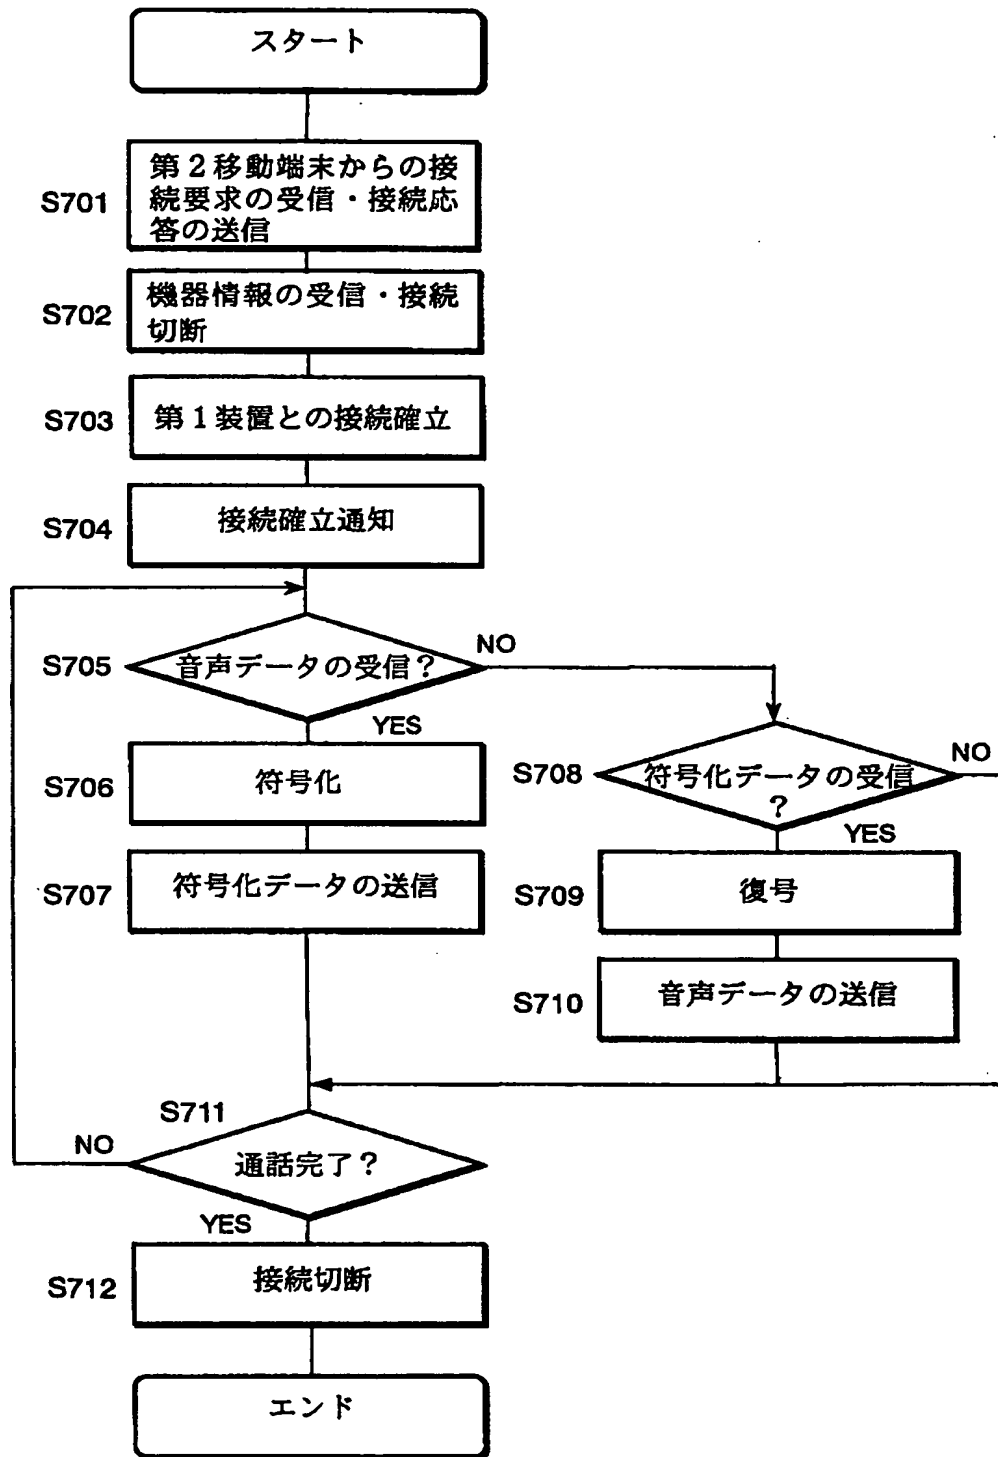 スタート
S701
第2移動端末からの接
続要求の受信・接続応
答の送信
S702
機器情報の受信・接続
切断
S703
第1装置との接続確立
S704
接続確立通知
S705
音声データの受信?
NO
YES
S706
符号化
S707
符号化データの送信
S708
符号化データの受信
?
NO
YES
S709
復号
S710
音声データの送信
S711
通話完了?
NO
YES
S712
接続切断
エンド